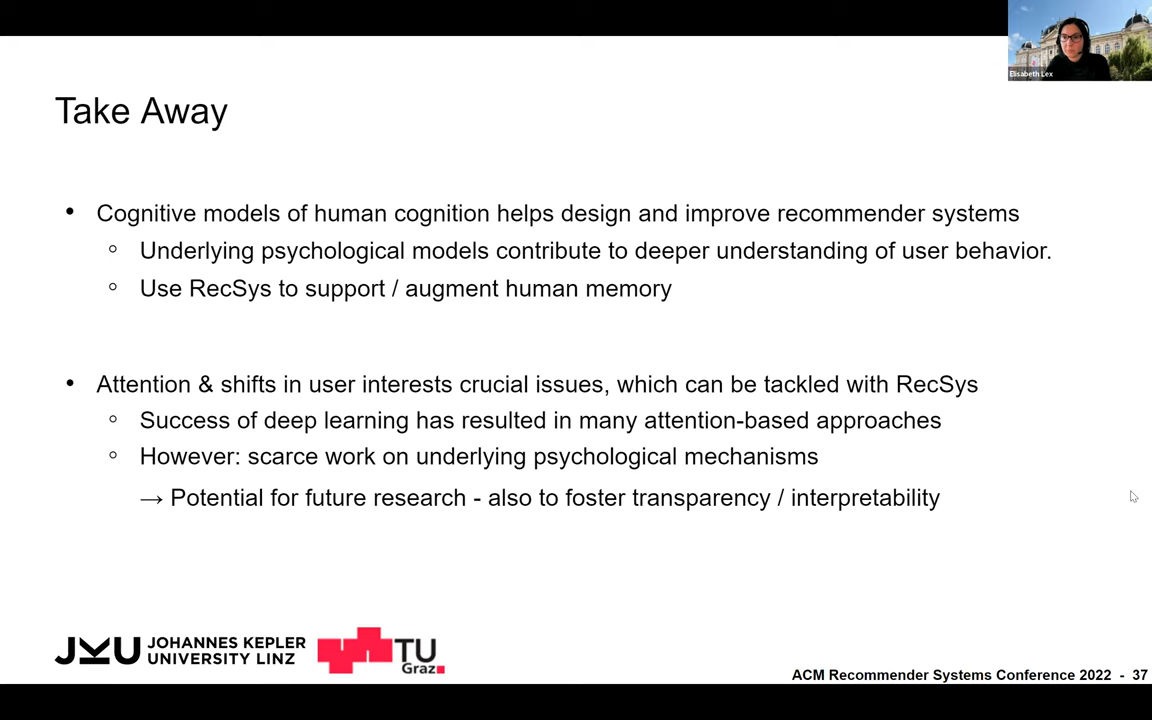 Elisabeth Lex
Take Away
• Cognitive models of human cognition helps design and improve recommender systems
○ Underlying psychological models contribute to deeper understanding of user behavior.
○ Use RecSys to support / augment human memory
• Attention & shifts in user interests crucial issues, which can be tackled with RecSys
○ Success of deep learning has resulted in many attention-based approaches
○ However: scarce work on underlying psychological mechanisms
→ Potential for future research - also to foster transparency / interpretability
JKU JOHANNES KEPLER
UNIVERSITY LINZ
TU
Graz
ACM Recommender Systems Conference 2022 - 37